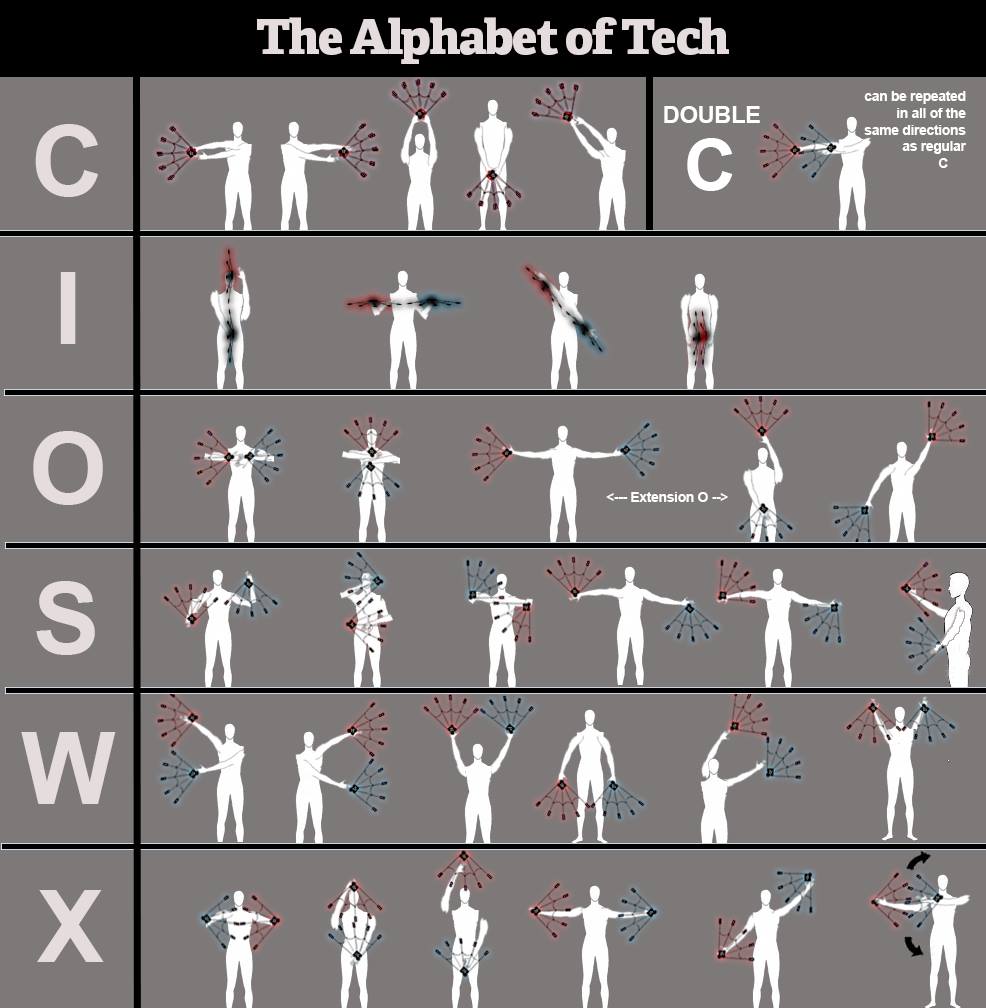 The Alphabet of Tech
C
DOUBLE
C
can be repeated
in all of the
same directions
as regular
C
I
O
<--- Extension O -->
S
W
X